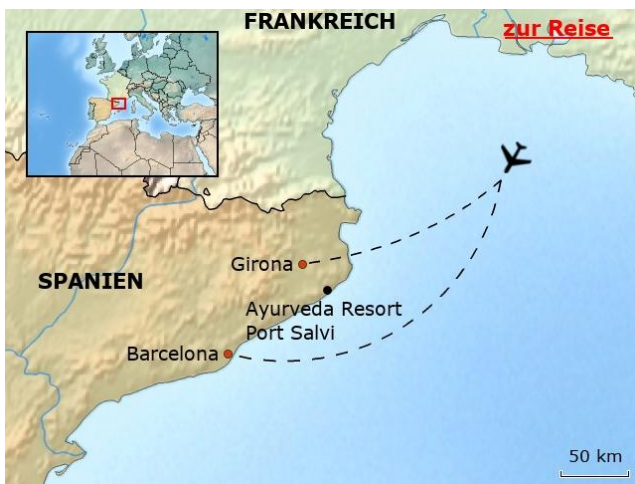 FRANKREICH
zur Reise
SPANIEN
Girona
Ayurveda Resort
Port Salvi
Barcelona
50 km